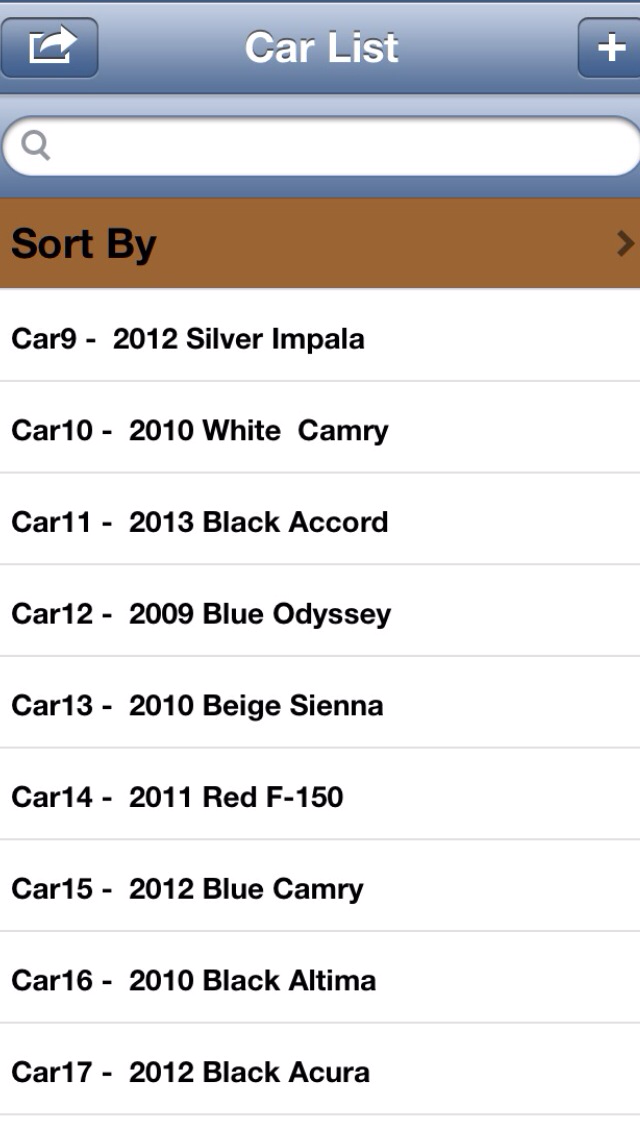 Car List
Sort By
Car9 -  2012 Silver Impala
Car10 -  2010 White  Camry
Car11 -  2013 Black Accord
Car12 -  2009 Blue Odyssey
Car13 -  2010 Beige Sienna
Car14 -  2011 Red F-150
Car15 -  2012 Blue Camry
Car16 -  2010 Black Altima
Car17 -  2012 Black Acura